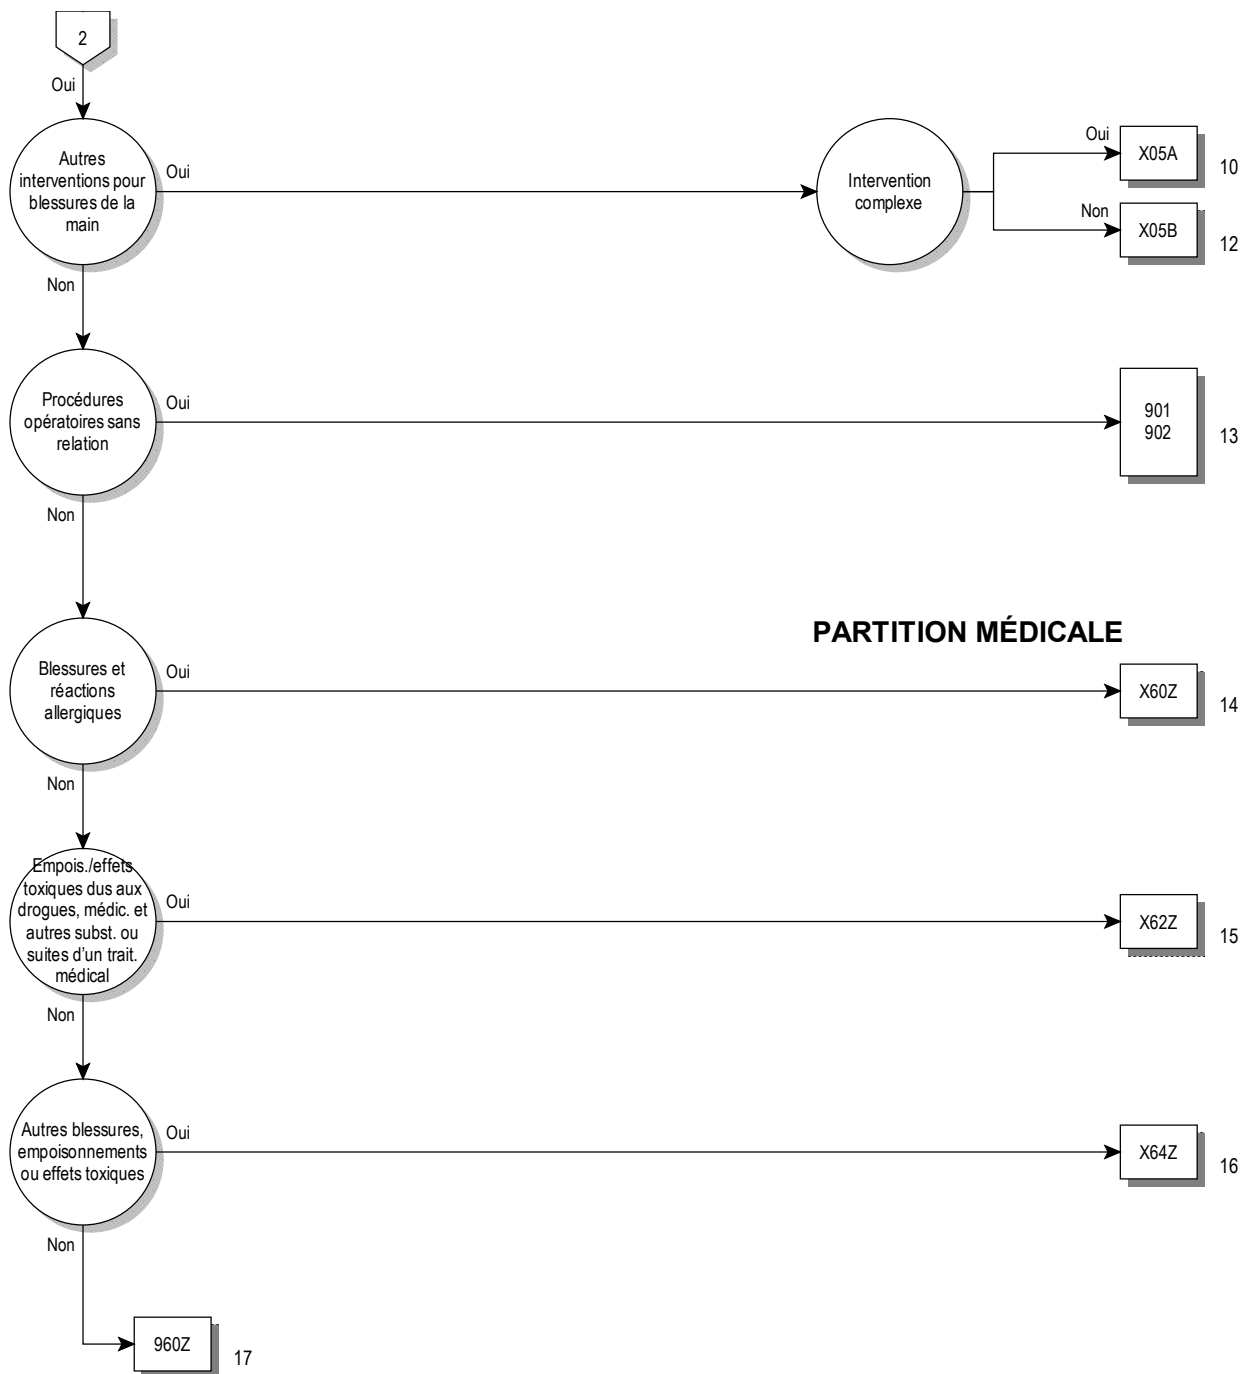 2
Oui
Autres
interventions pour
blessures de la
main
Oui
Intervention
complexe
Oui
X05A
10
Non
X05B
12
Non
Procédures
opératoires sans
relation
Oui
901
902
13
Non
PARTITION MÉDICALE
Blessures et
réactions
allergiques
Oui
X60Z
14
Non
Empois./effets
toxiques dus aux
drogues, médic. et
autres subst. ou
suites d'un trait.
médical
Oui
X62Z
15
Non
Autres blessures,
empoisonnements
ou effets toxiques
Oui
X64Z
16
Non
960Z
17